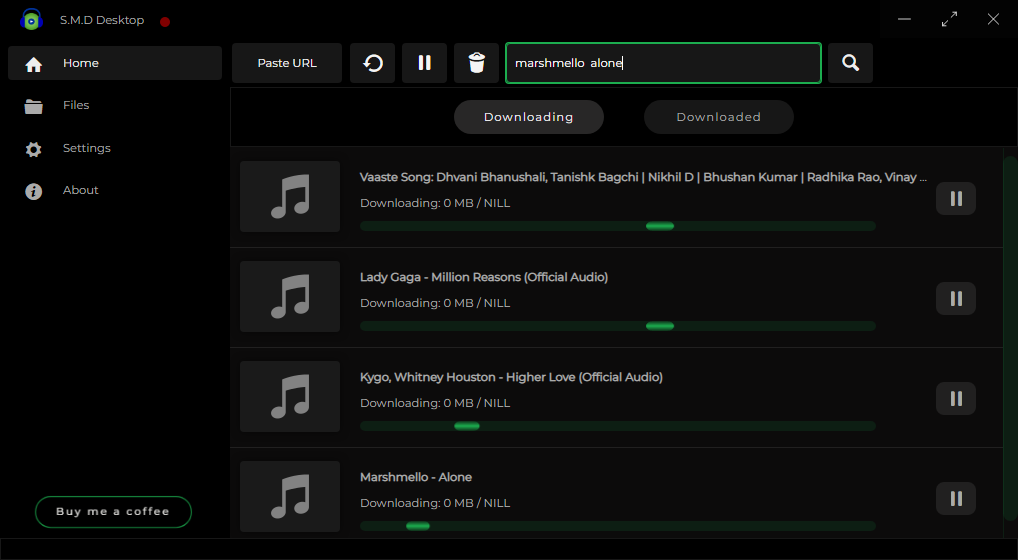 S.M.D Desktop
Home
Files
Settings
About
Buy me a coffee
Paste URL
marshmello alone
Downloading
Downloaded
Vaaste Song: Dhvani Bhanushali, Tanishk Bagchi | Nikhil D | Bhushan Kumar | Radhika Rao, Vinay ...
Downloading: 0 MB / NILL
Lady Gaga - Million Reasons (Official Audio)
Downloading: 0 MB / NILL
Kygo, Whitney Houston - Higher Love (Official Audio)
Downloading: 0 MB / NILL
Marshmello - Alone
Downloading: 0 MB / NILL